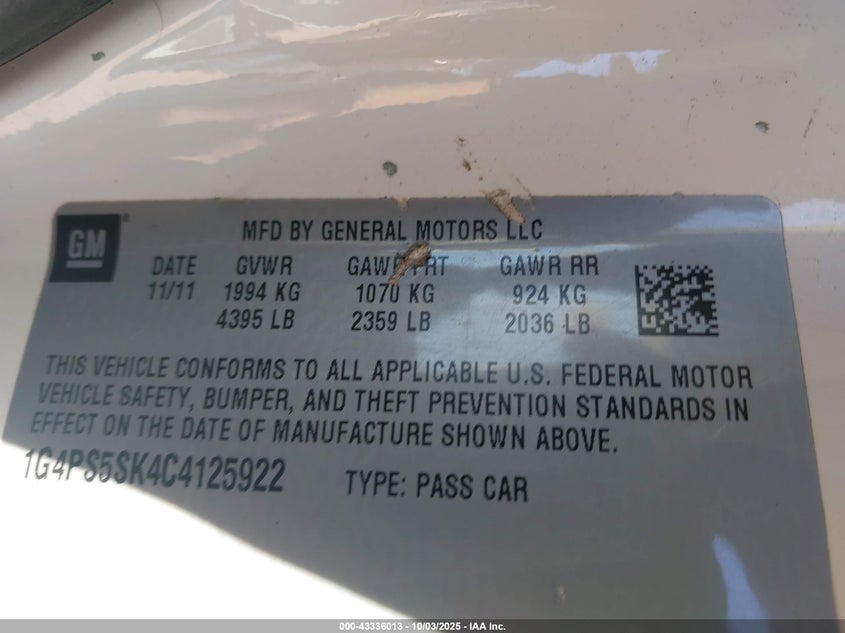 GM ®
MFD BY GENERAL MOTORS LLC
DATE GVWR GAWR FRT GAWR RR
11/11 1994 KG 1070 KG 924 KG
4395 LB 2359 LB 2036 LB
THIS VEHICLE CONFORMS TO ALL APPLICABLE U.S. FEDERAL MOTOR
VEHICLE SAFETY, BUMPER, AND THEFT PREVENTION STANDARDS IN
EFFECT ON THE DATE OF MANUFACTURE SHOWN ABOVE.
1G4PS5SK4C4125922 TYPE: PASS CAR
000-43336013 - 10/03/2025 - IAA Inc.